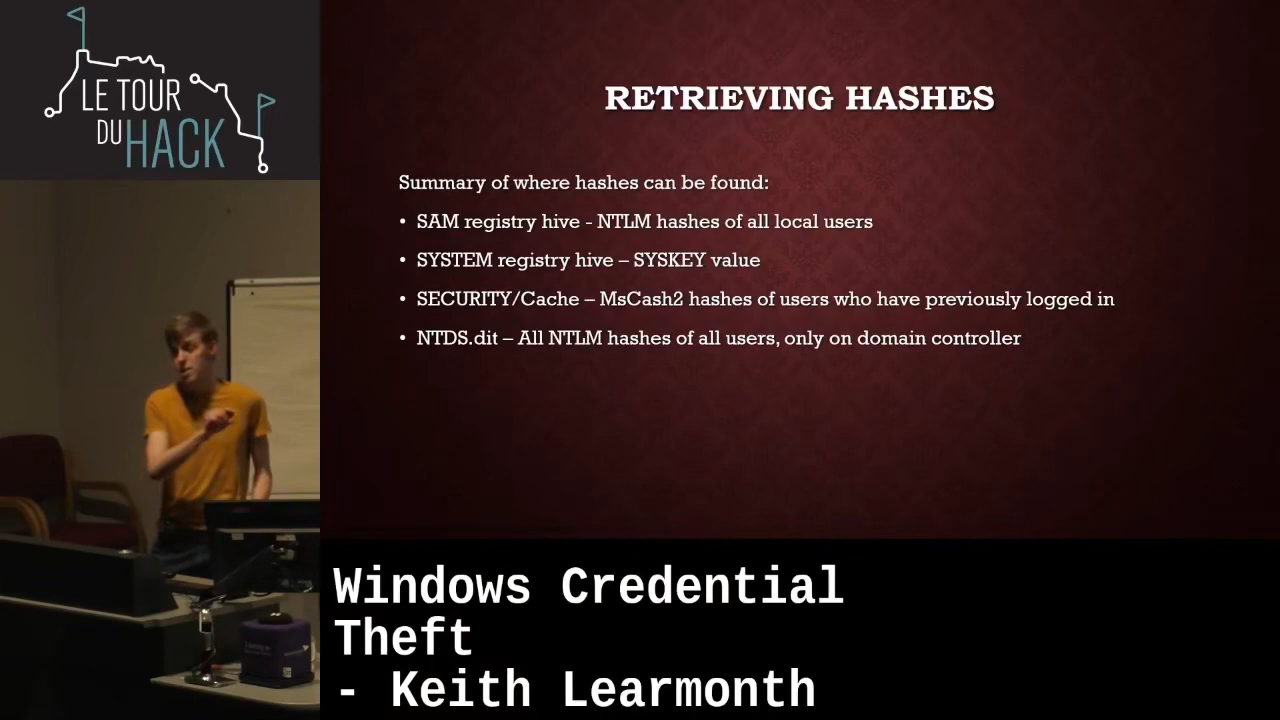 LE TOUR
DU HACK
RETRIEVING HASHES
Summary of where hashes can be found:
• SAM registry hive - NTLM hashes of all local users
• SYSTEM registry hive – SYSKEY value
• SECURITY/Cache – MsCash2 hashes of users who have previously logged in
• NTDS.dit – All NTLM hashes of all users, only on domain controller
Windows Credential
Theft
- Keith Learmonth